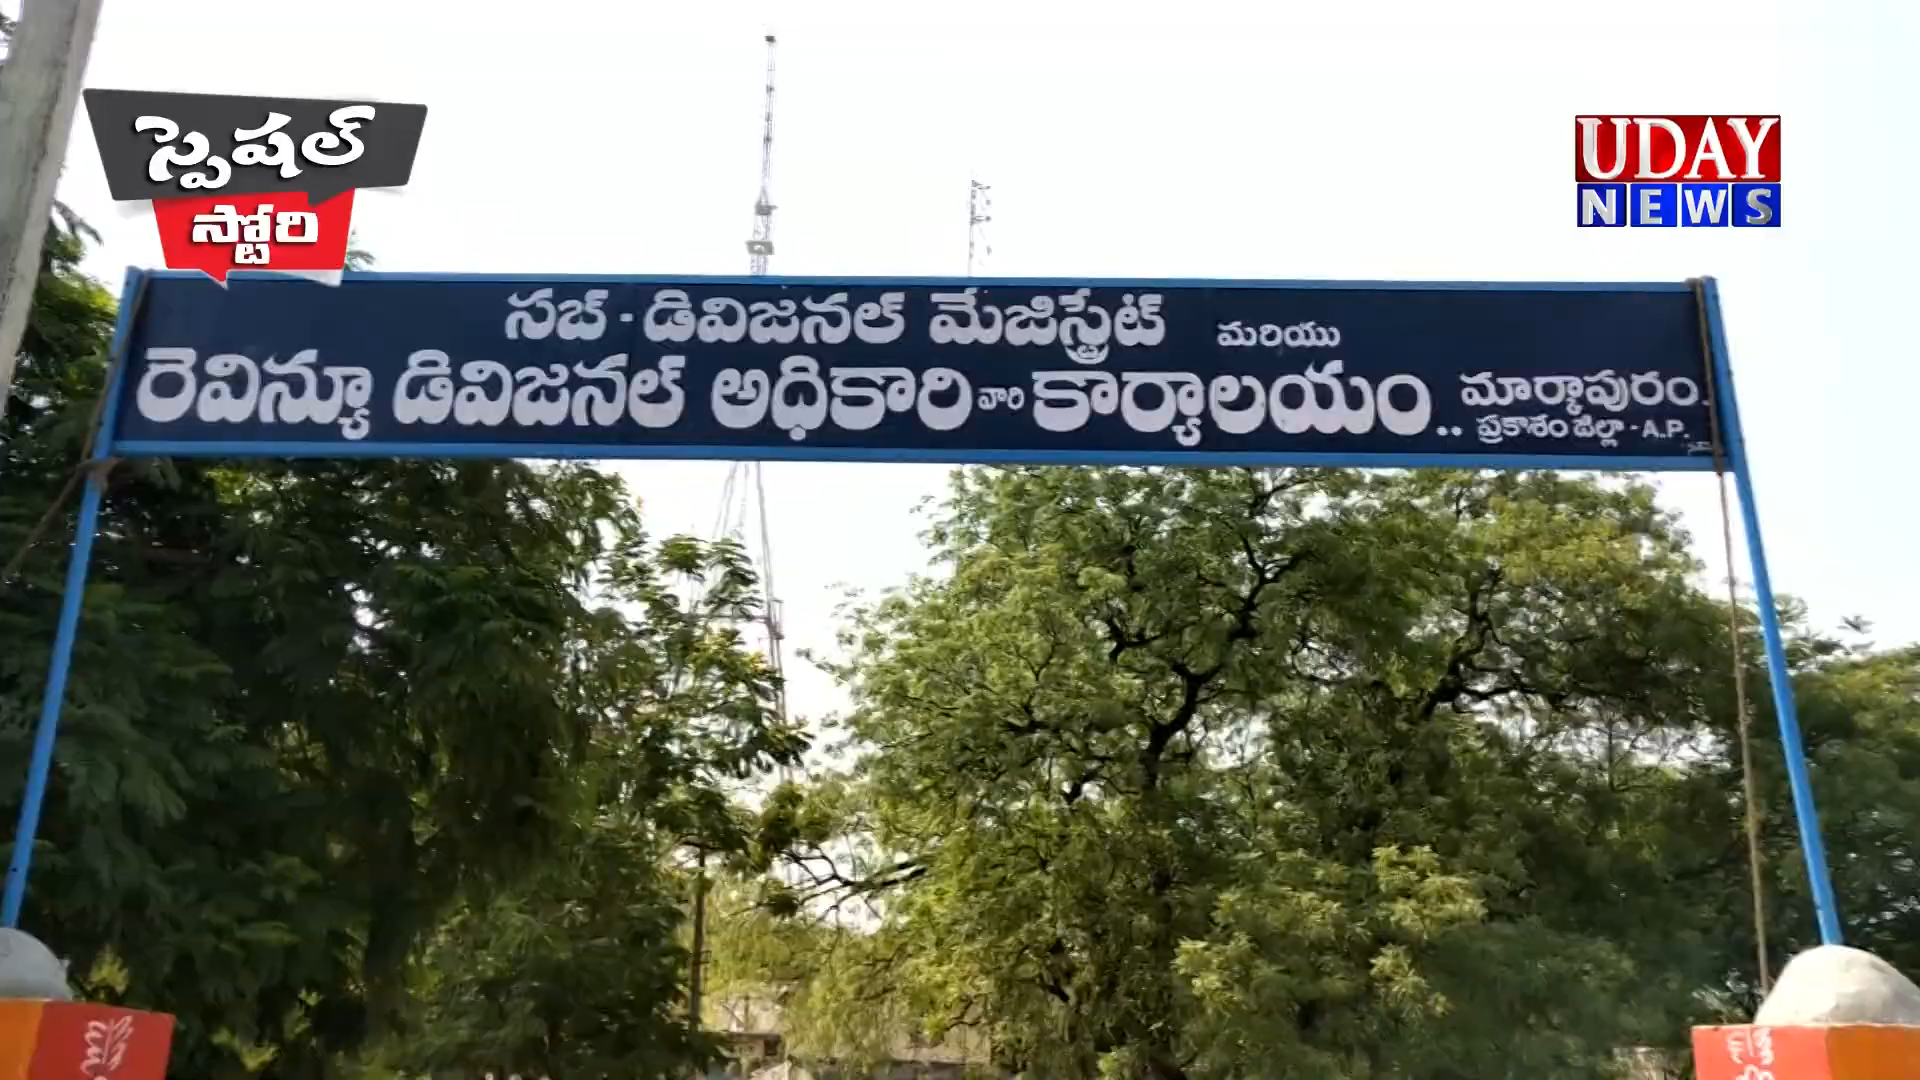 స్పెషల్
స్టోరి
UDAY
NEWS
సబ్ - డివిజనల్ మేజిస్ట్రేట్ మరియు
రెవిన్యూ డివిజనల్ అధికారి వారి కార్యాలయం.. మార్కాపురం.
ప్రకాశం జిల్లా - A.P.